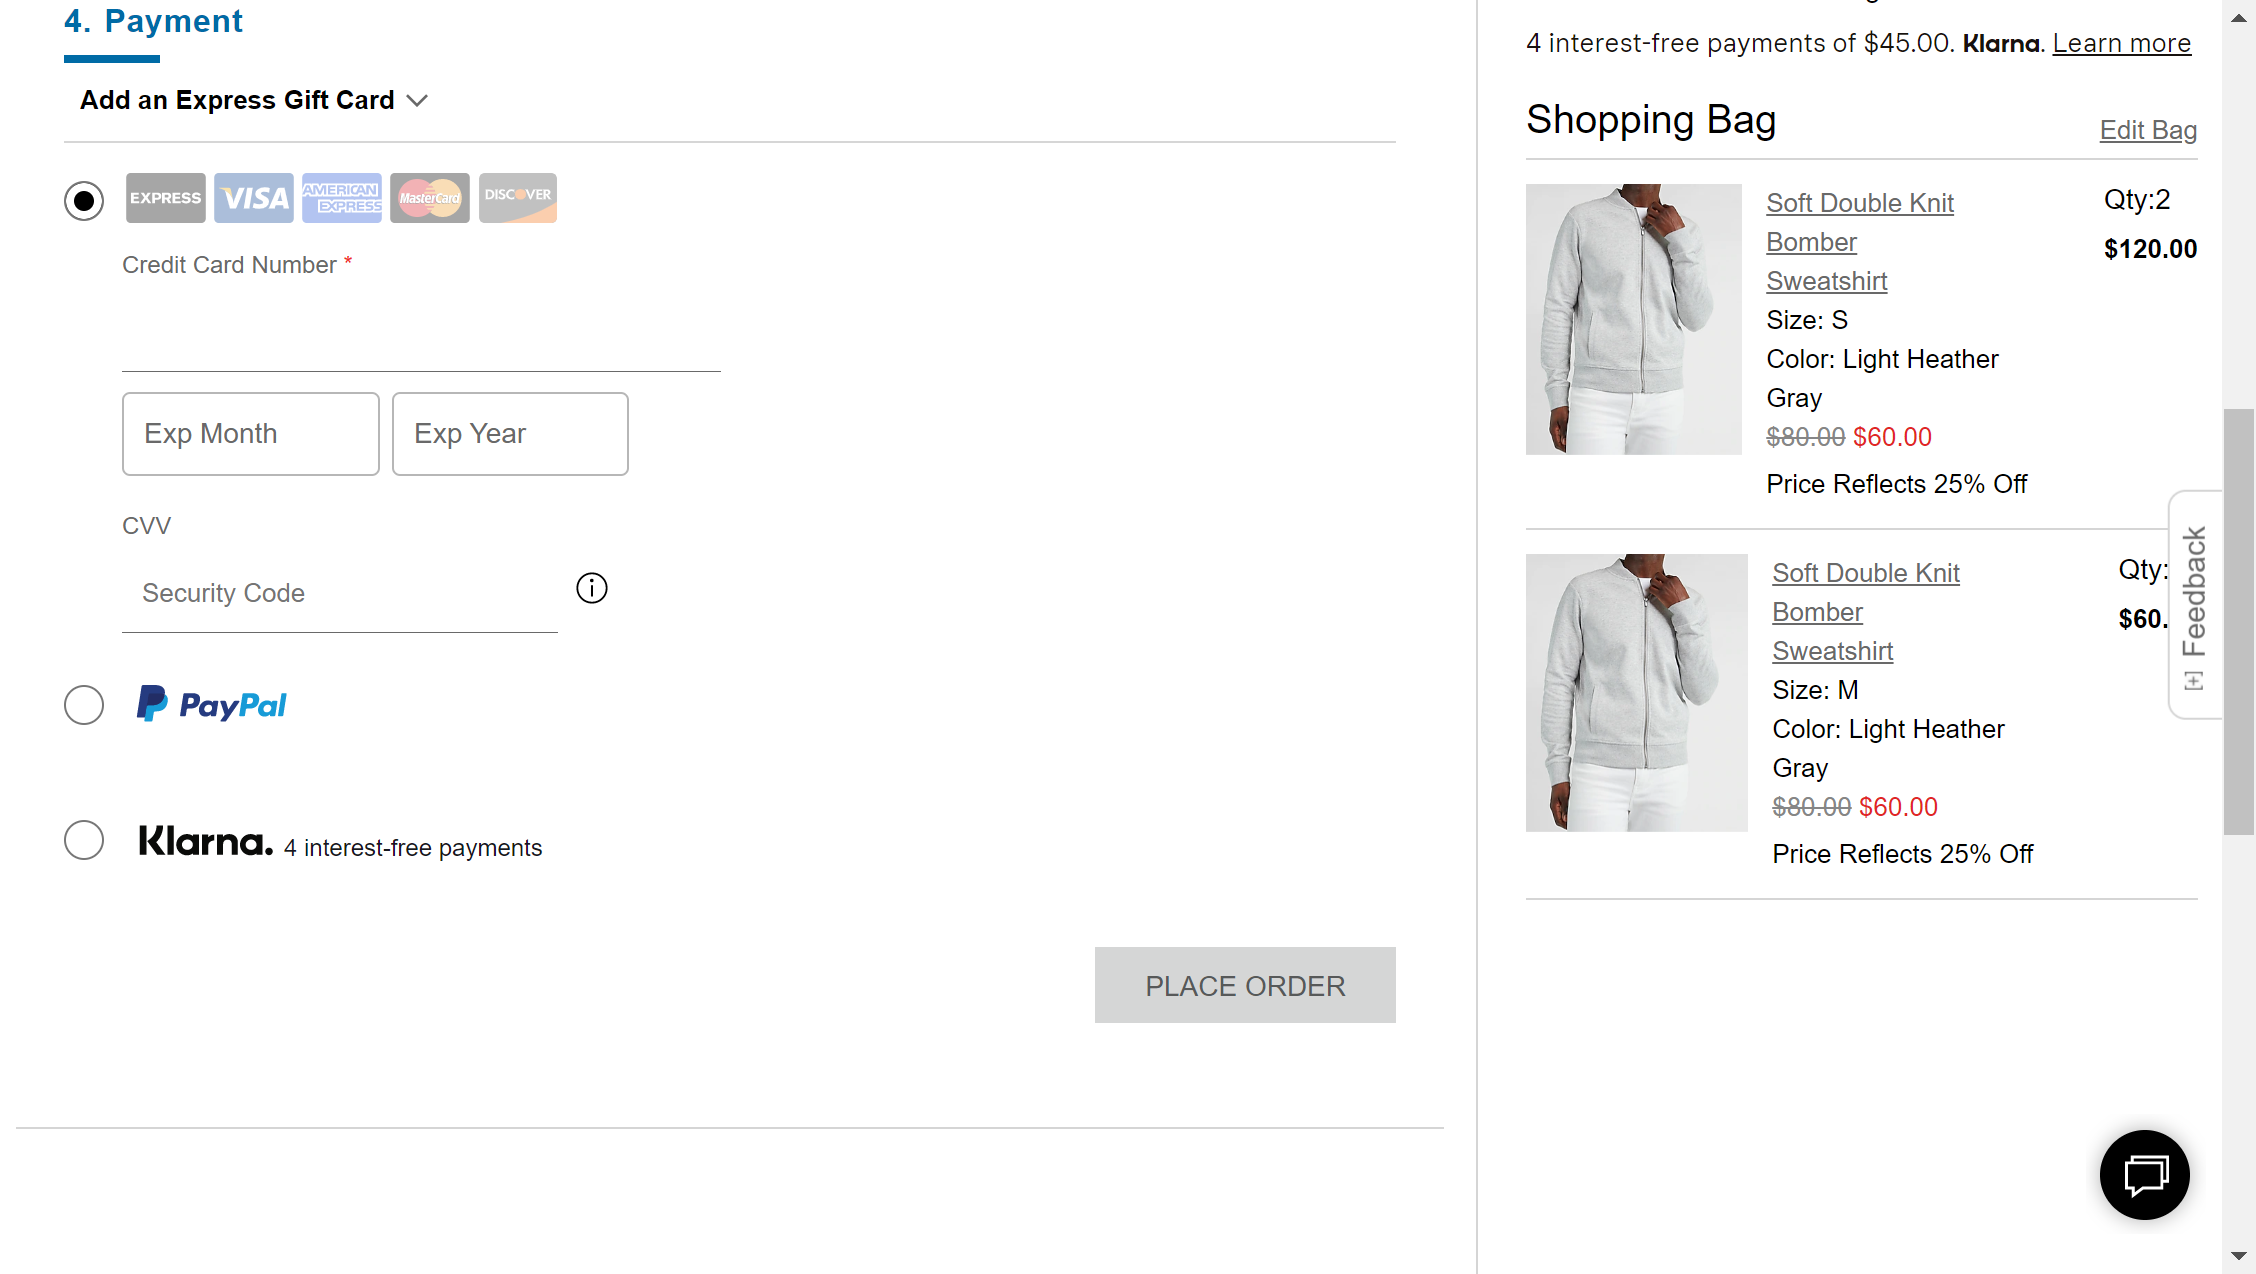 4. Payment
Add an Express Gift Card
EXPRESS VISA AMERICAN EXPRESS MasterCard DISCOVER
Credit Card Number *
Exp Month Exp Year
CVV
Security Code
PayPal
Klarna. 4 interest-free payments
PLACE ORDER
4 interest-free payments of $45.00. Klarna. Learn more
Shopping Bag
Edit Bag
Soft Double Knit
Bomber
Sweatshirt
Size: S
Color: Light Heather
Gray
$80.00 $60.00
Price Reflects 25% Off
Qty:2
$120.00
Soft Double Knit
Bomber
Sweatshirt
Size: M
Color: Light Heather
Gray
$80.00 $60.00
Price Reflects 25% Off
Qty:
$60.
[+] Feedback